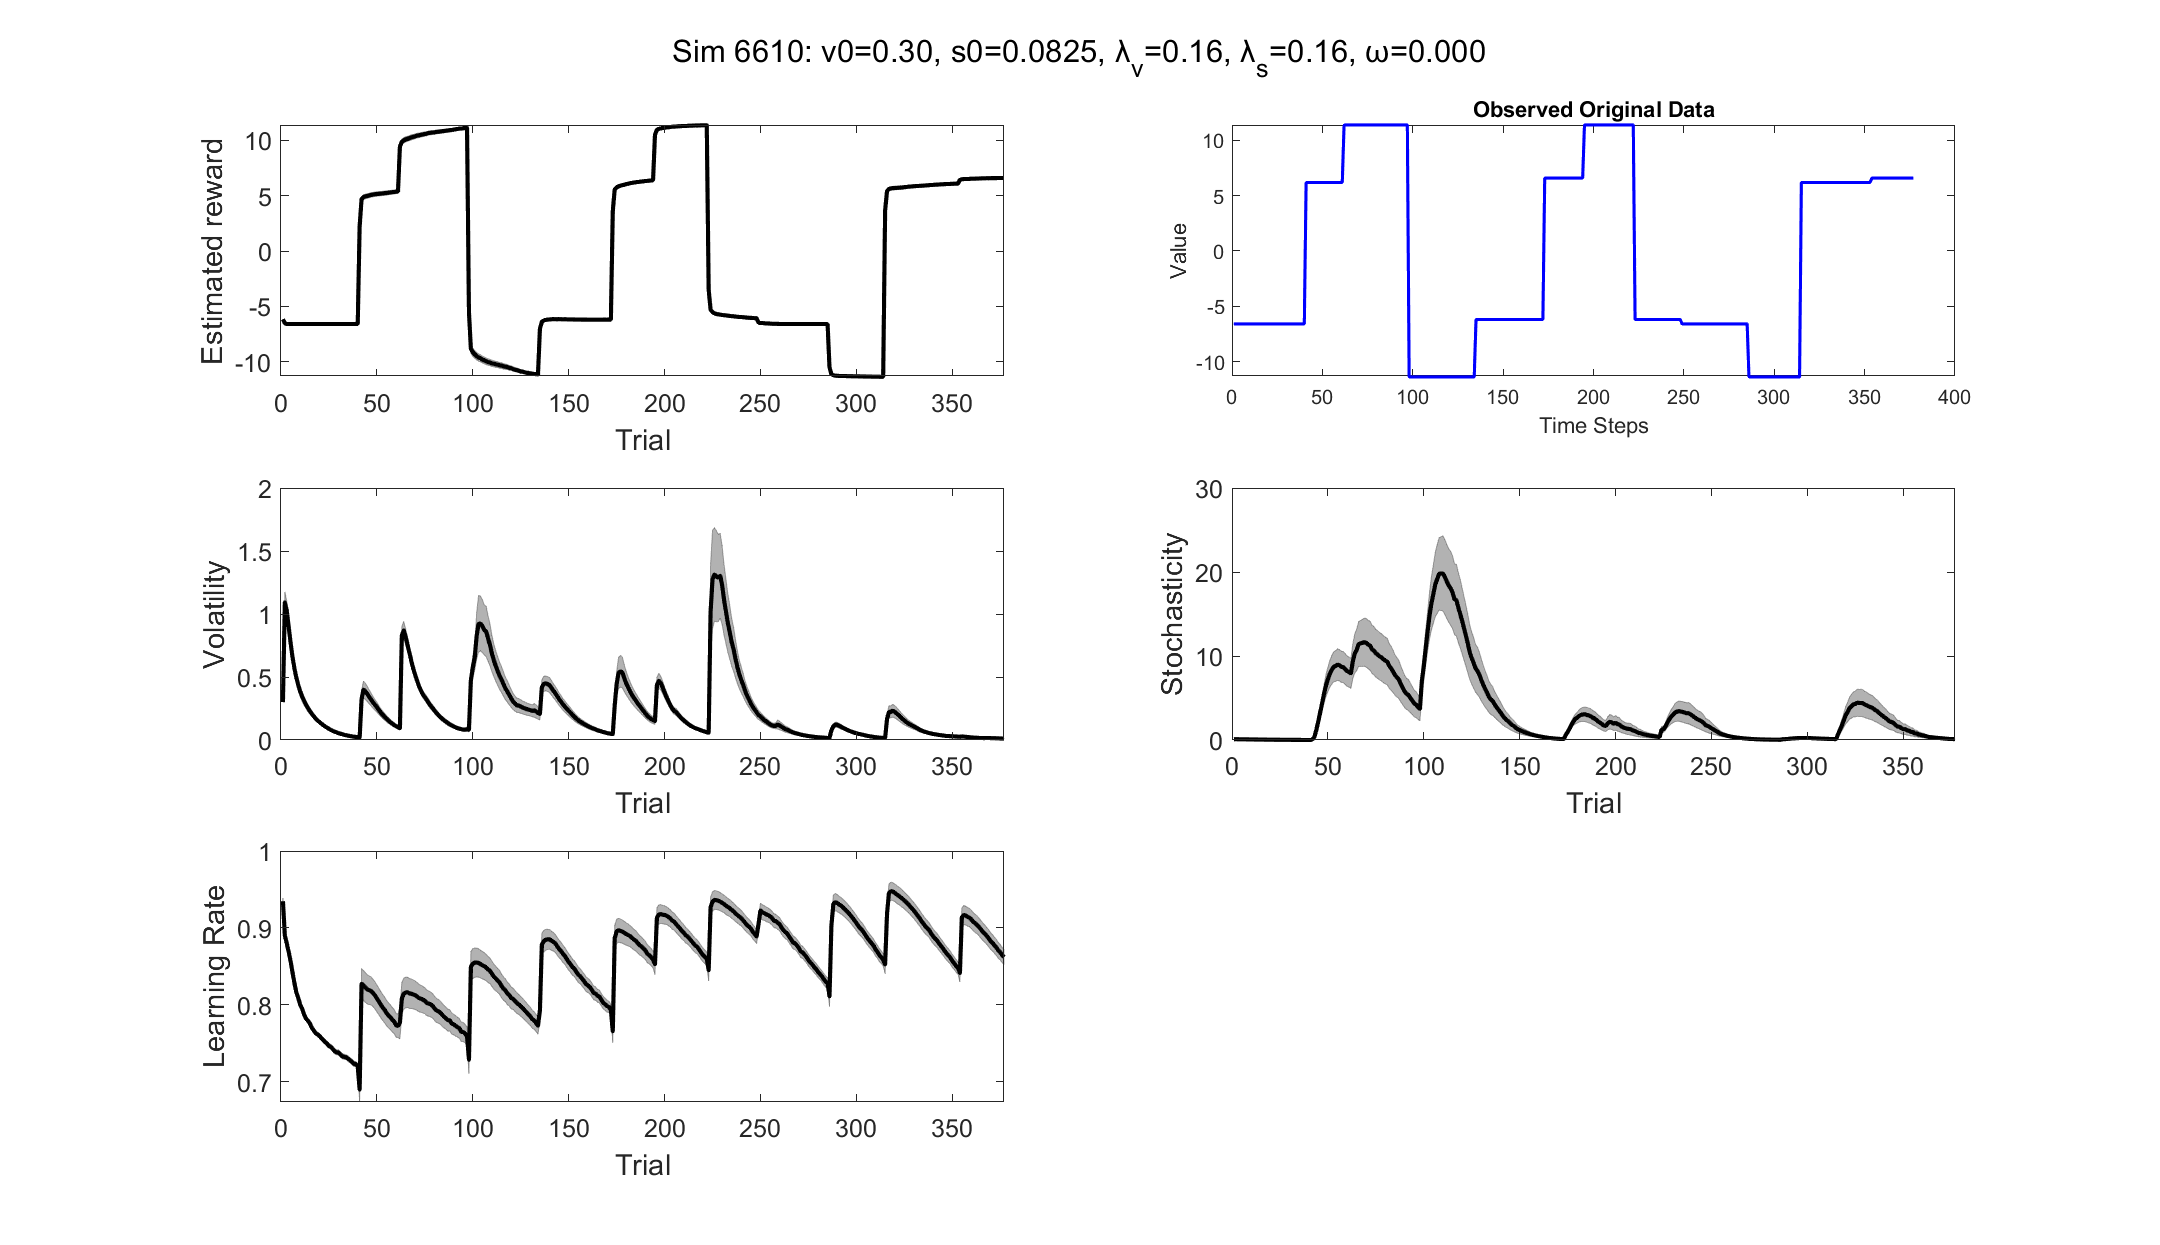 Sim 6610: v0=0.30, s0=0.0825, λv=0.16, λs=0.16, ω=0.000
Estimated reward
10
5
0
-5
-10
0 50 100 150 200 250 300 350
Trial
Observed Original Data
Value
10
5
0
-5
-10
0 50 100 150 200 250 300 350 400
Time Steps
Volatility
2
1.5
1
0.5
0
0 50 100 150 200 250 300 350
Trial
Stochasticity
30
20
10
0
0 50 100 150 200 250 300 350
Trial
Learning Rate
1
0.9
0.8
0.7
0 50 100 150 200 250 300 350
Trial